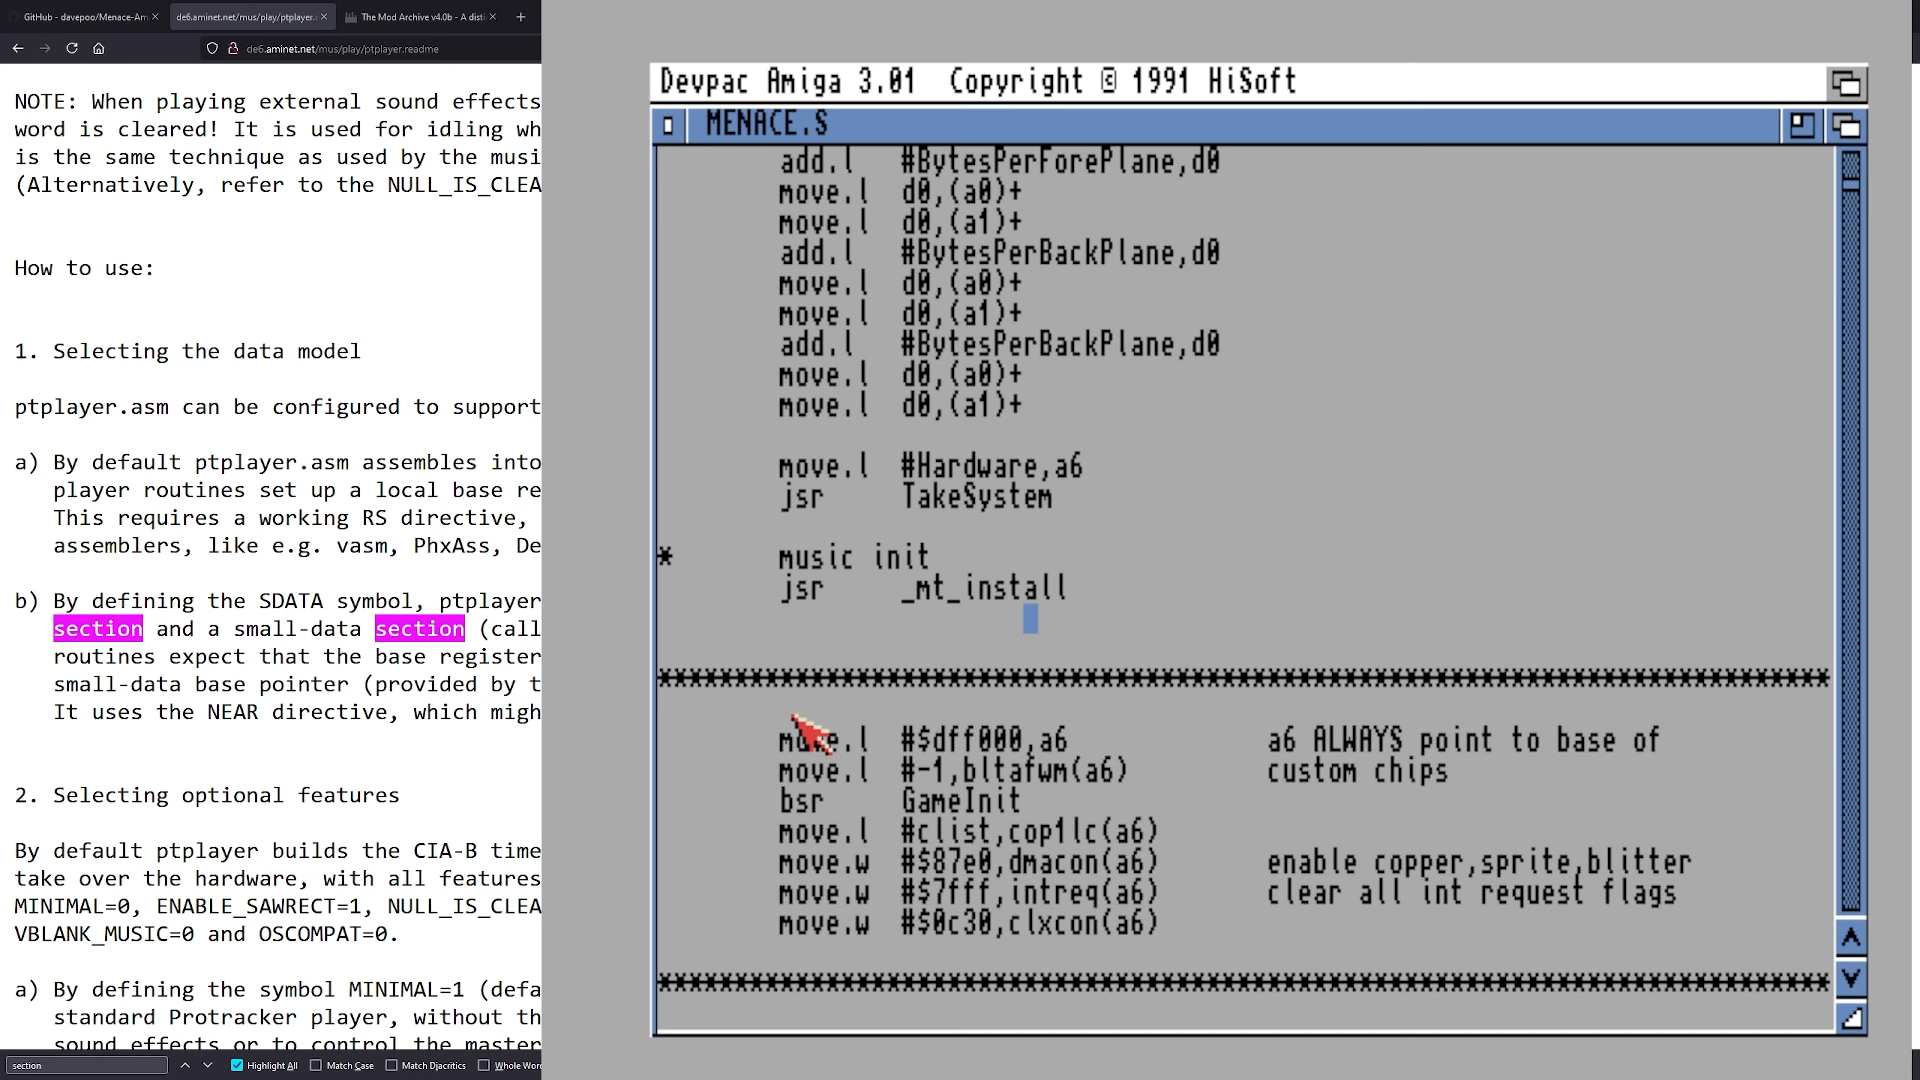 GitHub - davepoo/Menace-Am
de6.aminet.net/mus/play/ptplayer.r
The Mod Archive v4.0b - A disti
de6.aminet.net/mus/play/ptplayer.readme
NOTE: When playing external sound effects
word is cleared! It is used for idling wh
is the same technique as used by the musi
(Alternatively, refer to the NULL_IS_CLEA
How to use:
1. Selecting the data model
ptplayer.asm can be configured to support
a) By default ptplayer.asm assembles into
player routines set up a local base re
This requires a working RS directive,
assemblers, like e.g. vasm, PhxAss, De
b) By defining the SDATA symbol, ptplayer
section and a small-data section (call
routines expect that the base register
small-data base pointer (provided by t
It uses the NEAR directive, which migh
2. Selecting optional features
By default ptplayer builds the CIA-B time
take over the hardware, with all features
MINIMAL=0, ENABLE_SAWRECT=1, NULL_IS_CLEA
VBLANK_MUSIC=0 and OSCOMPAT=0.
a) By defining the symbol MINIMAL=1 (defa
standard Protracker player, without th
sound effects or to control the master
section
Highlight All
Match Case
Match Diacritics
Whole Wor
Devpac Amiga 3.01 Copyright © 1991 HiSoft
MENACE.S
add.l #BytesPerForePlane,d0
move.l d0,(a0)+
move.l d0,(a1)+
add.l #BytesPerBackPlane,d0
move.l d0,(a0)+
move.l d0,(a1)+
add.l #BytesPerBackPlane,d0
move.l d0,(a0)+
move.l d0,(a1)+
move.l #Hardware,a6
jsr TakeSystem
* music init
jsr _mt_install
*****************************************************************************
move.l #$dff000,a6 a6 ALWAYS point to base of
move.l #-1,bltafwm(a6) custom chips
bsr GameInit
move.l #clist,cop1lc(a6)
move.w #$87e0,dmacon(a6) enable copper,sprite,blitter
move.w #$7fff,intreq(a6) clear all int request flags
move.w #$0c30,clxcon(a6)
*****************************************************************************